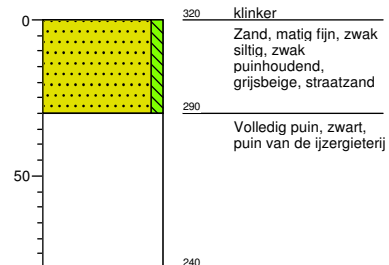 0
320
klinker
Zand, matig fijn, zwak
siltig, zwak
puinhoudend,
grijsbeige, straatzand
290
Volledig puin, zwart,
puin van de ijzergieterij
50
240